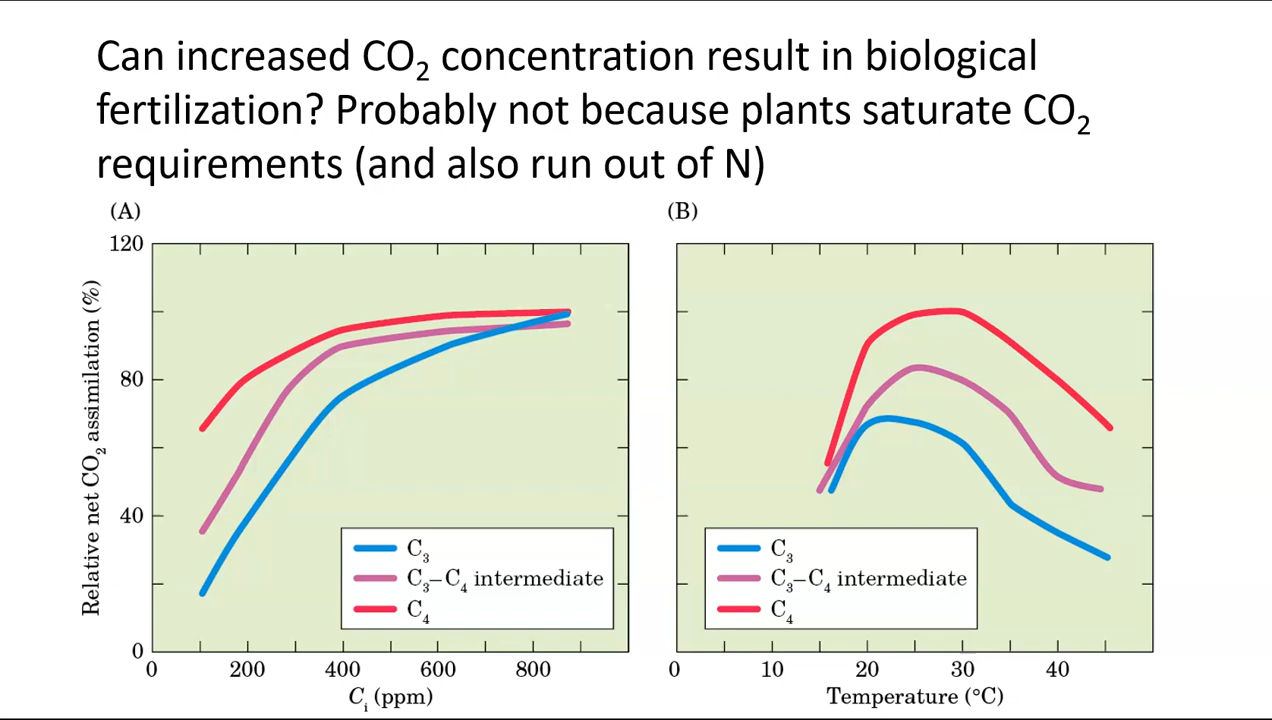 Can increased CO₂ concentration result in biological
fertilization? Probably not because plants saturate CO₂
requirements (and also run out of N)
(A)
120
80
40
0
Relative net CO₂ assimilation (%)
C₃
C₃–C₄ intermediate
C₄
0 200 400 600 800
Cᵢ (ppm)
(B)
C₃
C₃–C₄ intermediate
C₄
0 10 20 30 40
Temperature (°C)